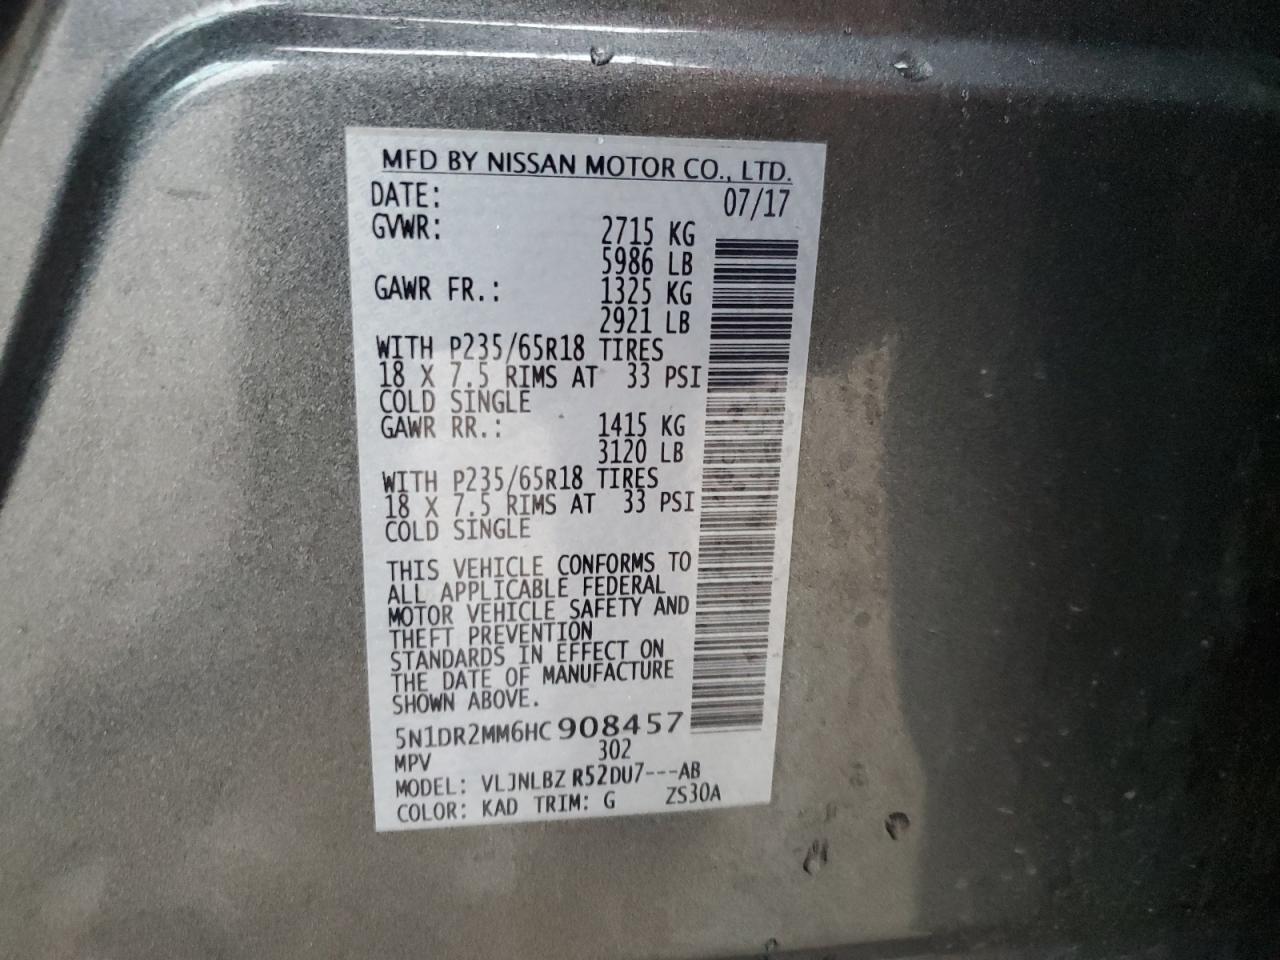 MFD BY NISSAN MOTOR CO., LTD.
DATE: 07/17
GVWR: 2715 KG
5986 LB
GAWR FR.: 1325 KG
2921 LB
WITH P235/65R18 TIRES
18 X 7.5 RIMS AT 33 PSI
COLD SINGLE
GAWR RR.: 1415 KG
3120 LB
WITH P235/65R18 TIRES
18 X 7.5 RIMS AT 33 PSI
COLD SINGLE
THIS VEHICLE CONFORMS TO
ALL APPLICABLE FEDERAL
MOTOR VEHICLE SAFETY AND
THEFT PREVENTION
STANDARDS IN EFFECT ON
THE DATE OF MANUFACTURE
SHOWN ABOVE.
5N1DR2MM6HC908457
MPV 302
MODEL: VLJNLBZ R52DU7---AB
COLOR: KAD TRIM: G ZS30A